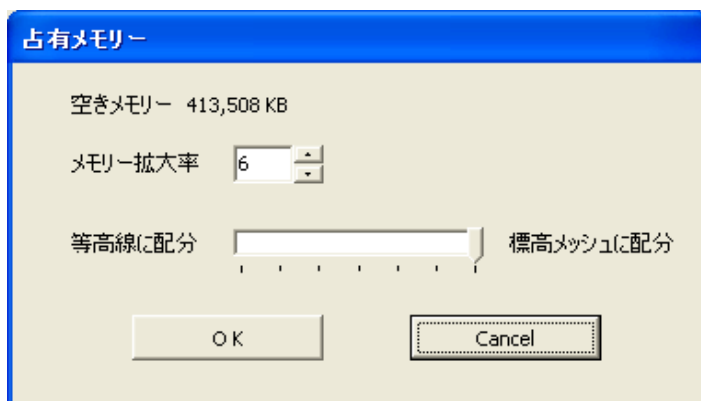 占有メモリー
空きメモリー 413,508 KB
メモリー拡大率 6
等高線に配分 標高メッシュに配分
OK Cancel